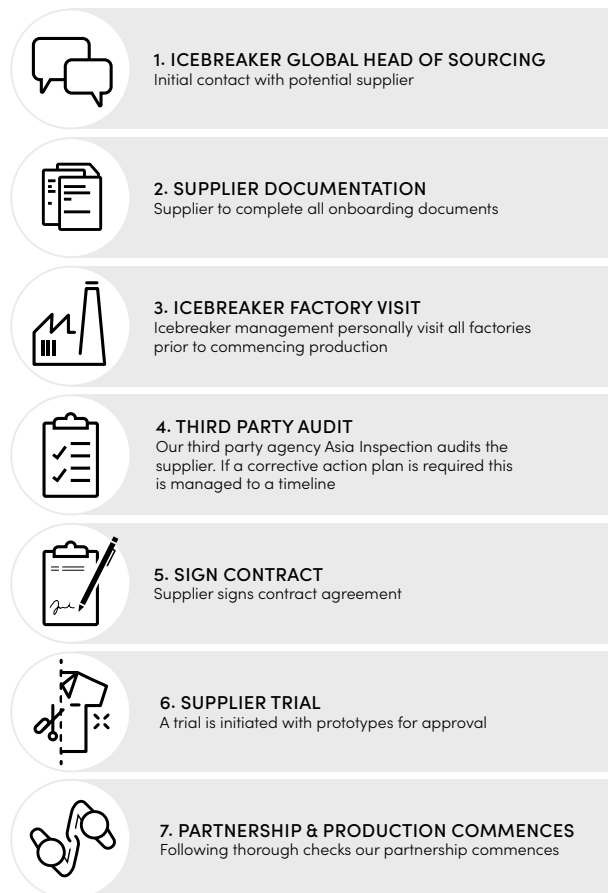 1. ICEBREAKER GLOBAL HEAD OF SOURCING
Initial contact with potential supplier
2. SUPPLIER DOCUMENTATION
Supplier to complete all onboarding documents
3. ICEBREAKER FACTORY VISIT
Icebreaker management personally visit all factories
prior to commencing production
4. THIRD PARTY AUDIT
Our third party agency Asia Inspection audits the
supplier. If a corrective action plan is required this
is managed to a timeline
5. SIGN CONTRACT
Supplier signs contract agreement
6. SUPPLIER TRIAL
A trial is initiated with prototypes for approval
7. PARTNERSHIP & PRODUCTION COMMENCES
Following thorough checks our partnership commences